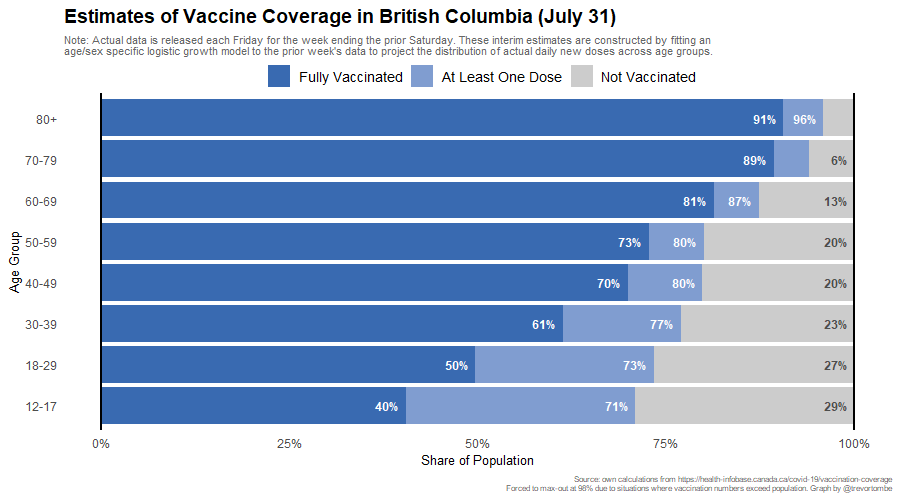 Estimates of Vaccine Coverage in British Columbia (July 31)
Note: Actual data is released each Friday for the week ending the prior Saturday. These interim estimates are constructed by fitting an
age/sex specific logistic growth model to the prior week's data to project the distribution of actual daily new doses across age groups.
Fully Vaccinated At Least One Dose Not Vaccinated
80+ 91% 96%
70-79 89% 6%
60-69 81% 87% 13%
50-59 73% 80% 20%
40-49 70% 80% 20%
30-39 61% 77% 23%
18-29 50% 73% 27%
12-17 40% 71% 29%
Age Group
0% 25% 50% 75% 100%
Share of Population
Source: own calculations from https://health-infobase.canada.ca/covid-19/vaccination-coverage
Forced to max-out at 98% due to situations where vaccination numbers exceed population. Graph by @trevortombe